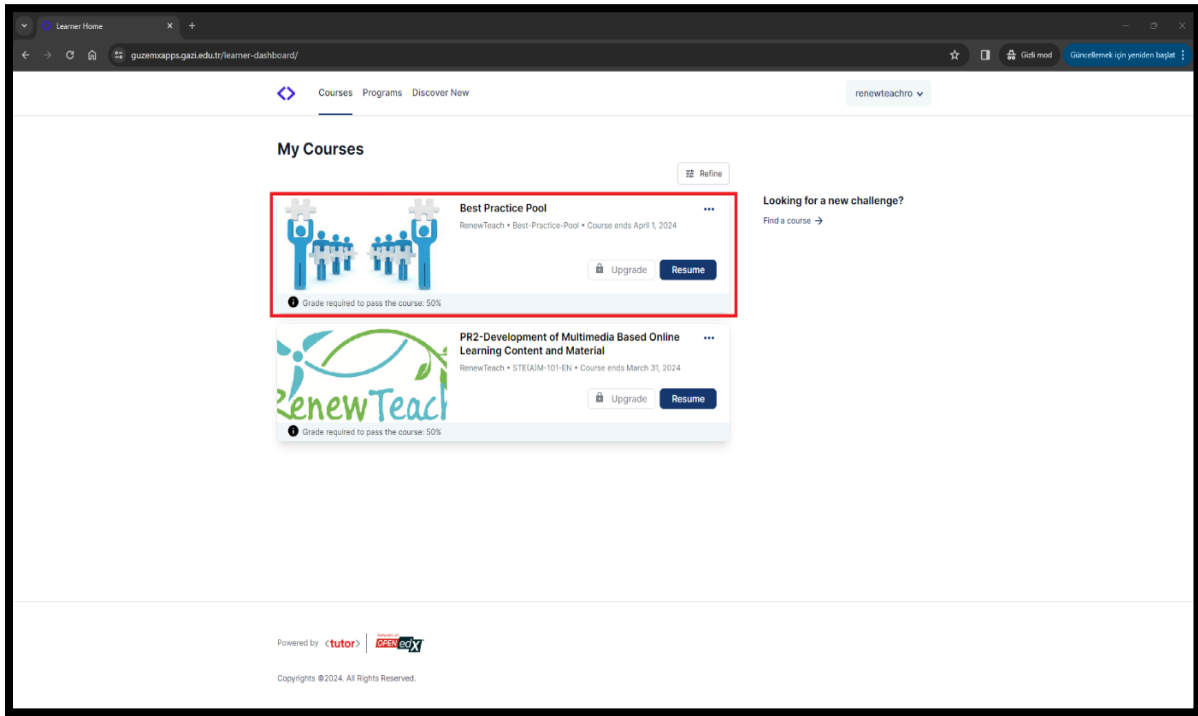 Learner Home
guzemxapps.gazi.edu.tr/learner-dashboard/
Gizli mod
Güncellemek için yeniden başlat
Courses Programs Discover New
renewteachro
My Courses
Refine
Best Practice Pool
RenewTeach • Best-Practice-Pool • Course ends April 1, 2024
Upgrade Resume
Grade required to pass the course: 50%
Looking for a new challenge?
Find a course →
RenewTeach
PR2-Development of Multimedia Based Online
Learning Content and Material
RenewTeach • STE(A)M-101-EN • Course ends March 31, 2024
Upgrade Resume
Grade required to pass the course: 50%
Powered by <tutor> OPEN edX
Copyrights ©2024. All Rights Reserved.